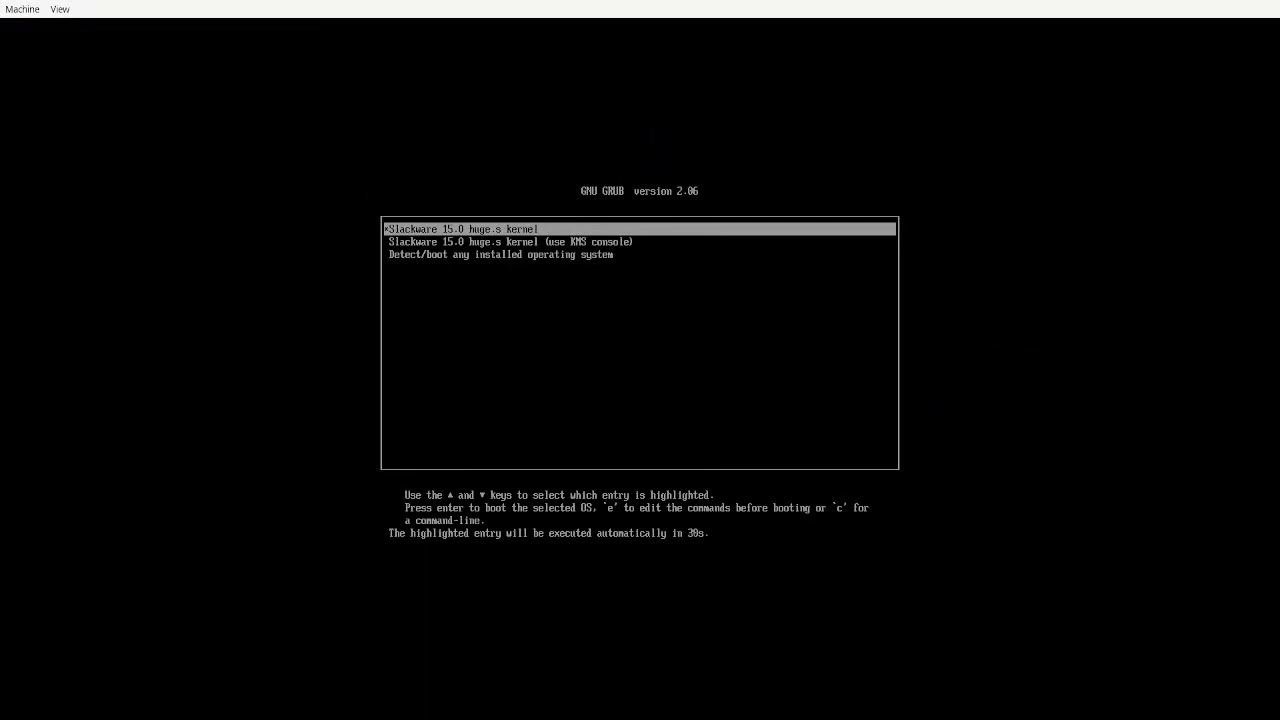 Machine View
GNU GRUB version 2.06
*Slackware 15.0 huge.s kernel
Slackware 15.0 huge.s kernel (use KMS console)
Detect/boot any installed operating system
Use the ▲ and ▼ keys to select which entry is highlighted.
Press enter to boot the selected OS, `e' to edit the commands before booting or `c' for
a command-line.
The highlighted entry will be executed automatically in 30s.